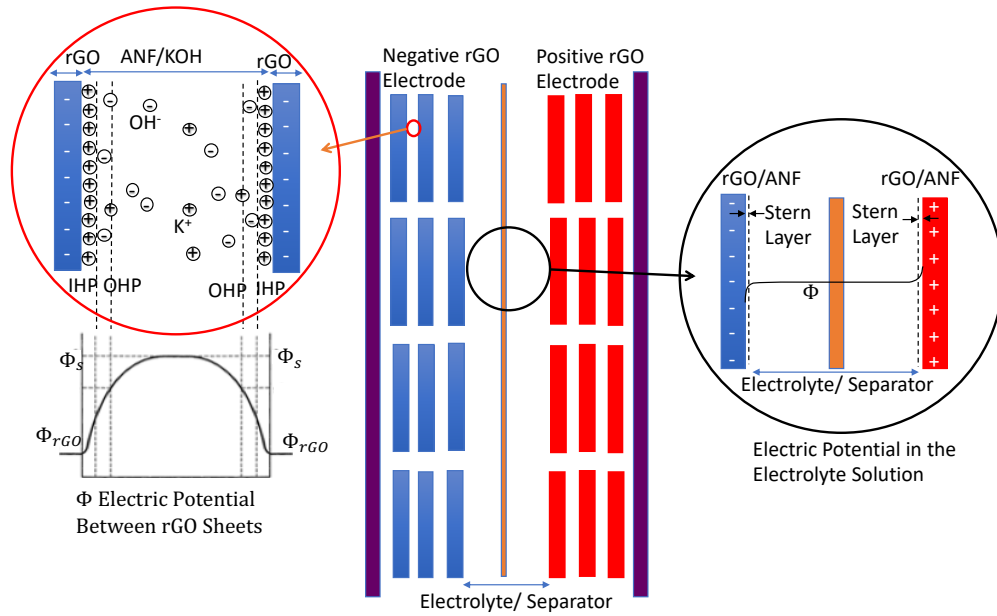 rGO
ANF/KOH
rGO
OH-
K+
IHP
OHP
OHP
IHP
Φs
Φs
ΦrGO
ΦrGO
Φ Electric Potential
Between rGO Sheets
Negative rGO
Electrode
Positive rGO
Electrode
Electrolyte/ Separator
rGO/ANF
rGO/ANF
Stern
Layer
Stern
Layer
Φ
Electrolyte/ Separator
Electric Potential in the
Electrolyte Solution